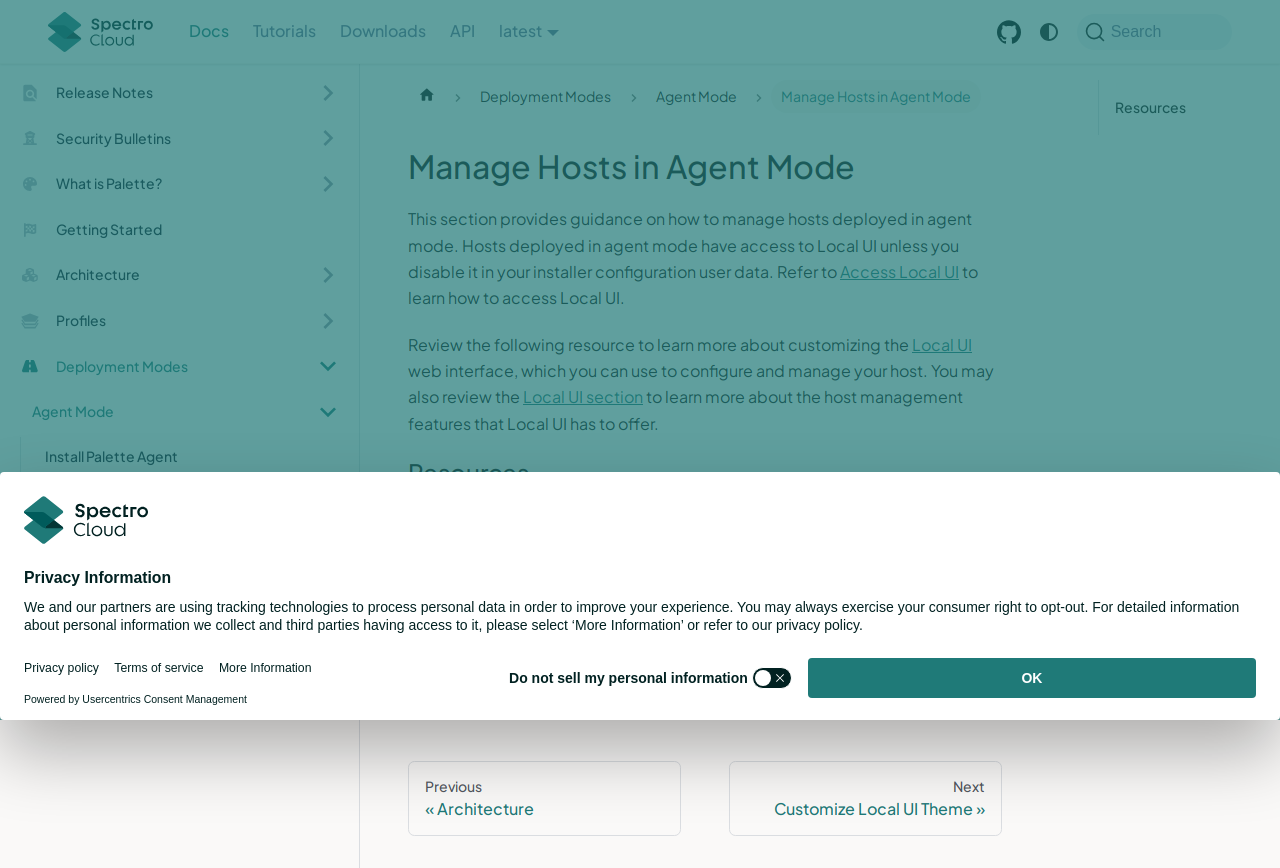 Spectro Cloud
Docs
Tutorials
Downloads
API
latest
Search
Release Notes
Security Bulletins
What is Palette?
Getting Started
Architecture
Profiles
Deployment Modes
Agent Mode
Install Palette Agent
Deployment Modes
Agent Mode
Manage Hosts in Agent Mode
Manage Hosts in Agent Mode
This section provides guidance on how to manage hosts deployed in agent
mode. Hosts deployed in agent mode have access to Local UI unless you
disable it in your installer configuration user data. Refer to Access Local UI to
learn how to access Local UI.
Review the following resource to learn more about customizing the Local UI
web interface, which you can use to configure and manage your host. You may
also review the Local UI section to learn more about the host management
features that Local UI has to offer.
Resources
Resources
Spectro
Cloud
Privacy Information
We and our partners are using tracking technologies to process personal data in order to improve your experience. You may always exercise your consumer right to opt-out. For detailed information
about personal information we collect and third parties having access to it, please select ‘More Information’ or refer to our privacy policy.
Privacy policy
Terms of service
More Information
Powered by Usercentrics Consent Management
Do not sell my personal information
OK
Previous
« Architecture
Next
Customize Local UI Theme »